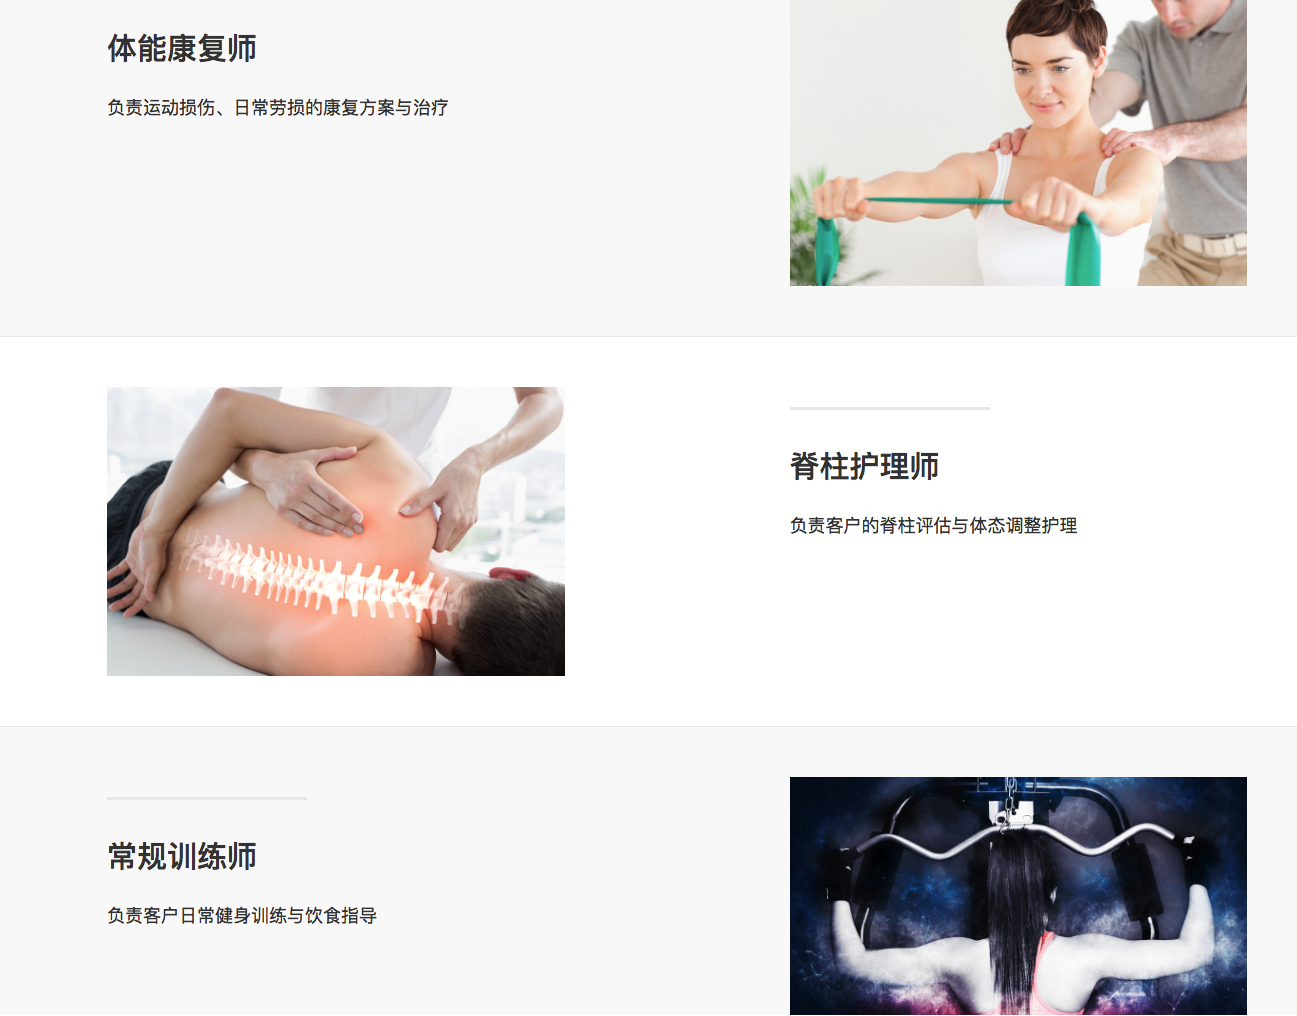 体能康复师
负责运动损伤、日常劳损的康复方案与治疗
脊柱护理师
负责客户的脊柱评估与体态调整护理
常规训练师
负责客户日常健身训练与饮食指导